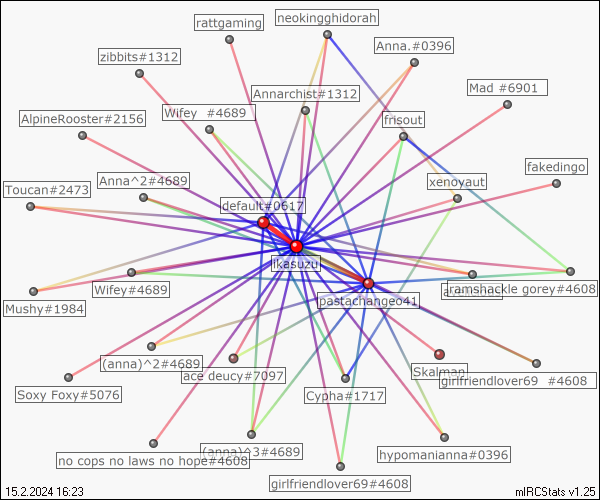 neokingghidorah
rattgaming
Anna.#0396
zibbits#1312
Mad #6901
Annarchist#1312
Wifey  #4689
AlpineRooster#2156
frisout
fakedingo
Anna^2#4689
xenoyaut
Toucan#2473
default#0617
ikasuzu
Wifey#4689
ramshackle gorey#4608
pastachangeo41
Mushy#1984
(anna)^2#4689
Skalman
ace deucy#7097
girlfriendlover69  #4608
Soxy Foxy#5076
Cypha#1717
(anna)^3#4689
hypomanianna#0396
no cops no laws no hope#4608
girlfriendlover69#4608
15.2.2024 16:23
mIRCStats v1.25